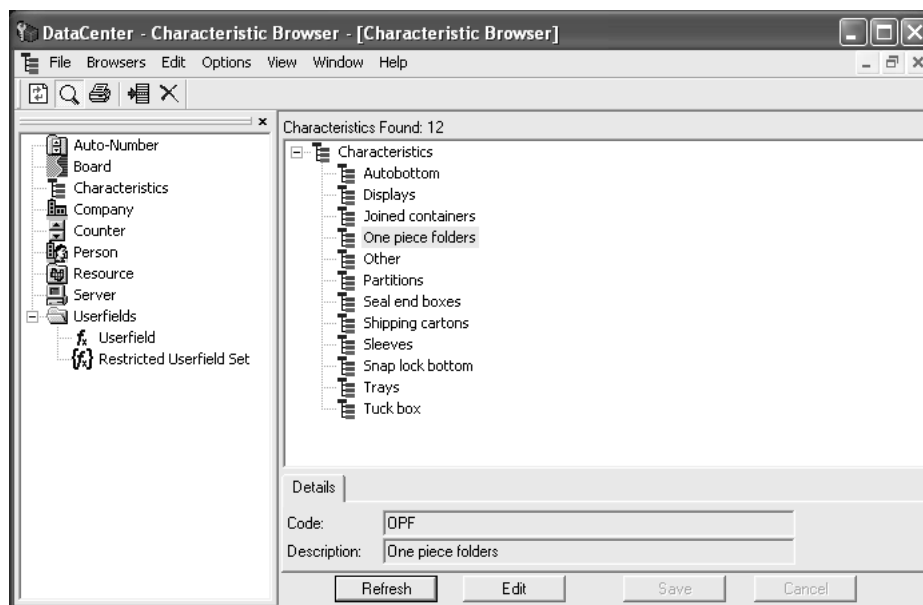 DataCenter - Characteristic Browser - [Characteristic Browser]
File Browsers Edit Options View Window Help
Auto-Number
Board
Characteristics
Company
Counter
Person
Resource
Server
Userfields
fx Userfield
{fx} Restricted Userfield Set
Characteristics Found: 12
Characteristics
Autobottom
Displays
Joined containers
One piece folders
Other
Partitions
Seal end boxes
Shipping cartons
Sleeves
Snap lock bottom
Trays
Tuck box
Details
Code: OPF
Description: One piece folders
Refresh Edit Save Cancel